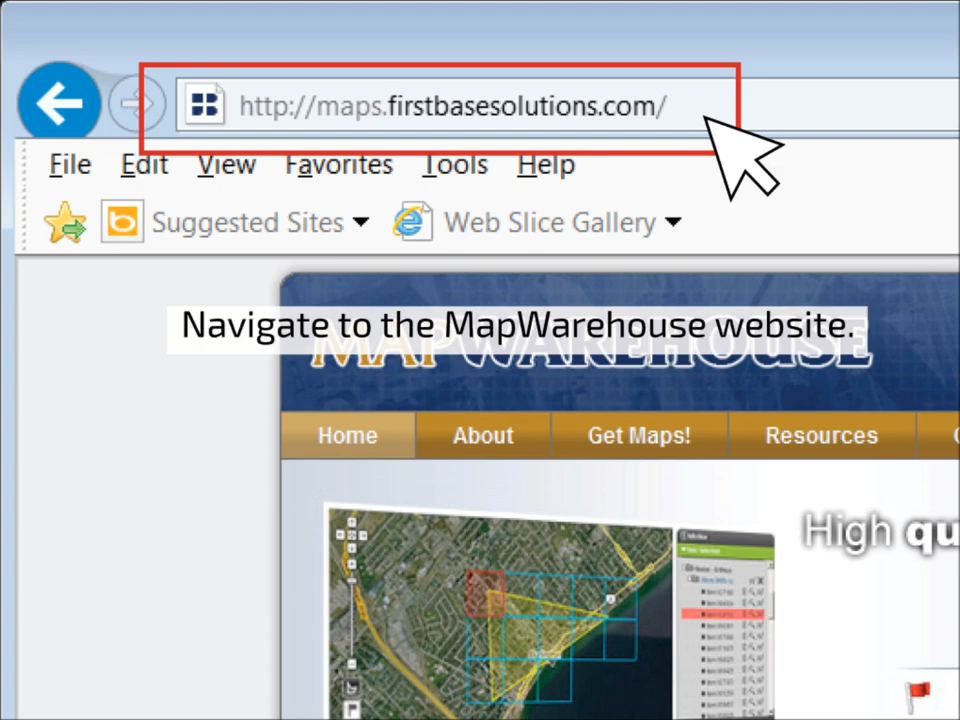 http://maps.firstbasesolutions.com/
File Edit View Favorites Tools Help
Suggested Sites Web Slice Gallery
Navigate to the MapWarehouse website.
MAPWAREHOUSE
Home About Get Maps! Resources
High qu